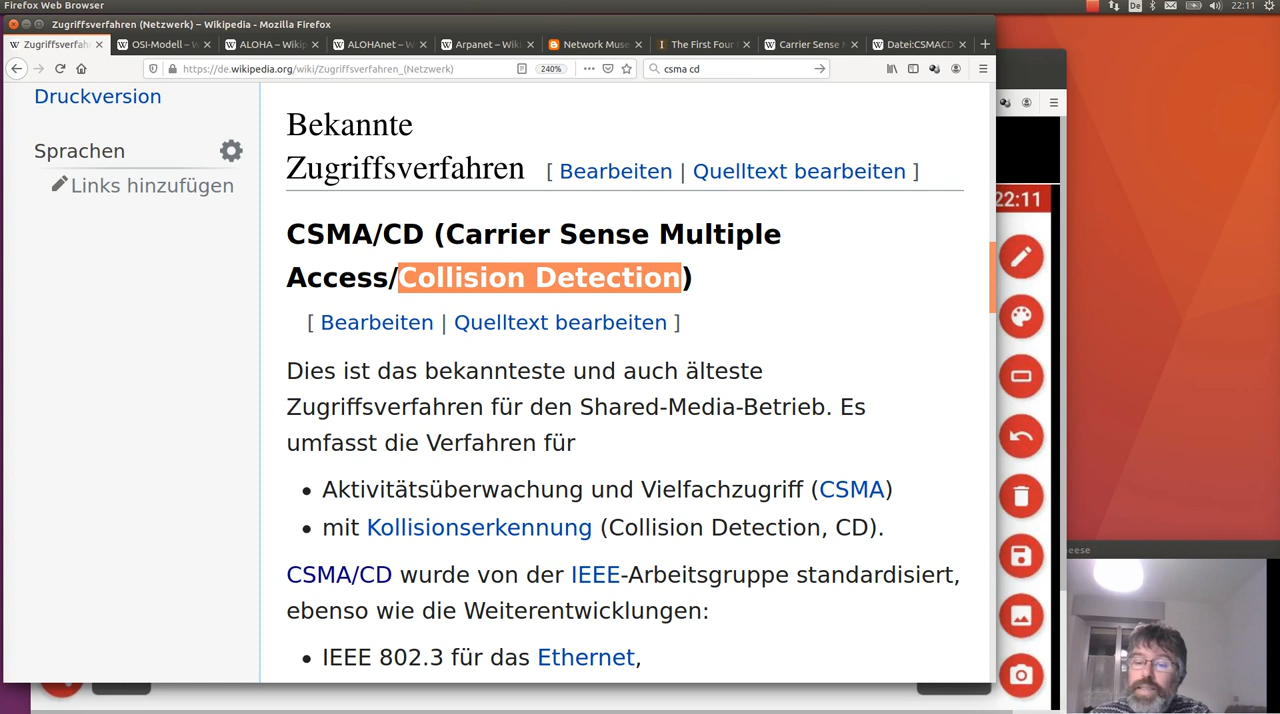 Firefox Web Browser
De
22:11
Zugriffsverfahren (Netzwerk) – Wikipedia - Mozilla Firefox
Zugriffsverfah
OSI-Modell – W
ALOHA – Wikip
ALOHAnet – W
Arpanet – Wiki
Network Muse
The First Four
Carrier Sense M
Datei:CSMACD
https://de.wikipedia.org/wiki/Zugriffsverfahren_(Netzwerk)
240%
csma cd
Druckversion
Sprachen
Links hinzufügen
Bekannte
Zugriffsverfahren [ Bearbeiten | Quelltext bearbeiten ]
CSMA/CD (Carrier Sense Multiple
Access/Collision Detection)
[ Bearbeiten | Quelltext bearbeiten ]
Dies ist das bekannteste und auch älteste
Zugriffsverfahren für den Shared-Media-Betrieb. Es
umfasst die Verfahren für
• Aktivitätsüberwachung und Vielfachzugriff (CSMA)
• mit Kollisionserkennung (Collision Detection, CD).
CSMA/CD wurde von der IEEE-Arbeitsgruppe standardisiert,
ebenso wie die Weiterentwicklungen:
• IEEE 802.3 für das Ethernet,
22:11
eese